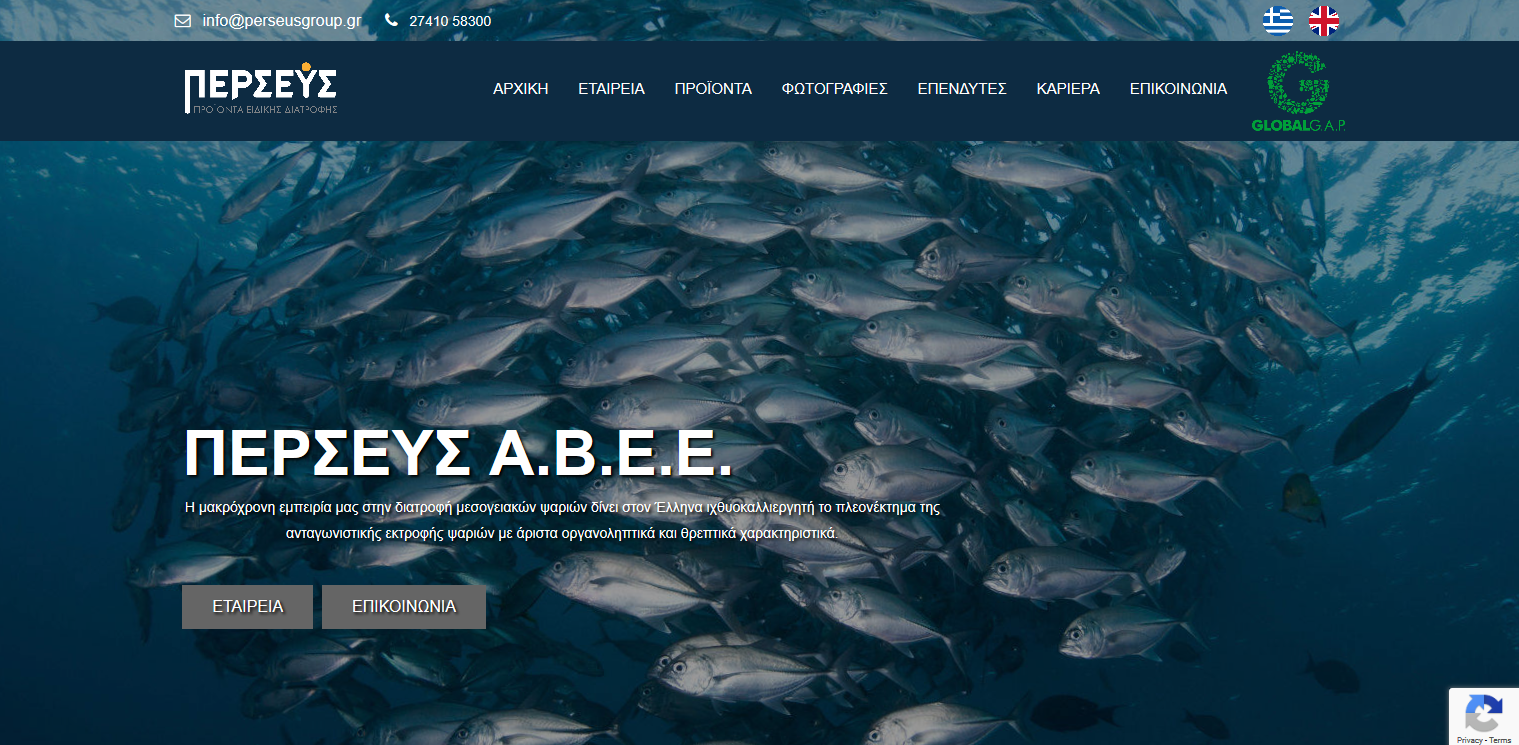 info@perseusgroup.gr 27410 58300
ΠΕΡΣΕΥΣ
ΠΡΟΪΟΝΤΑ ΕΙΔΙΚΗΣ ΔΙΑΤΡΟΦΗΣ
ΑΡΧΙΚΗ ΕΤΑΙΡΕΙΑ ΠΡΟΪΟΝΤΑ ΦΩΤΟΓΡΑΦΙΕΣ ΕΠΕΝΔΥΤΕΣ ΚΑΡΙΕΡΑ ΕΠΙΚΟΙΝΩΝΙΑ
GLOBALG.A.P.
ΠΕΡΣΕΥΣ Α.Β.Ε.Ε.
Η μακρόχρονη εμπειρία μας στην διατροφή μεσογειακών ψαριών δίνει στον Έλληνα ιχθυοκαλλιεργητή το πλεονέκτημα της
ανταγωνιστικής εκτροφής ψαριών με άριστα οργανοληπτικά και θρεπτικά χαρακτηριστικά.
ΕΤΑΙΡΕΙΑ ΕΠΙΚΟΙΝΩΝΙΑ
Privacy - Terms